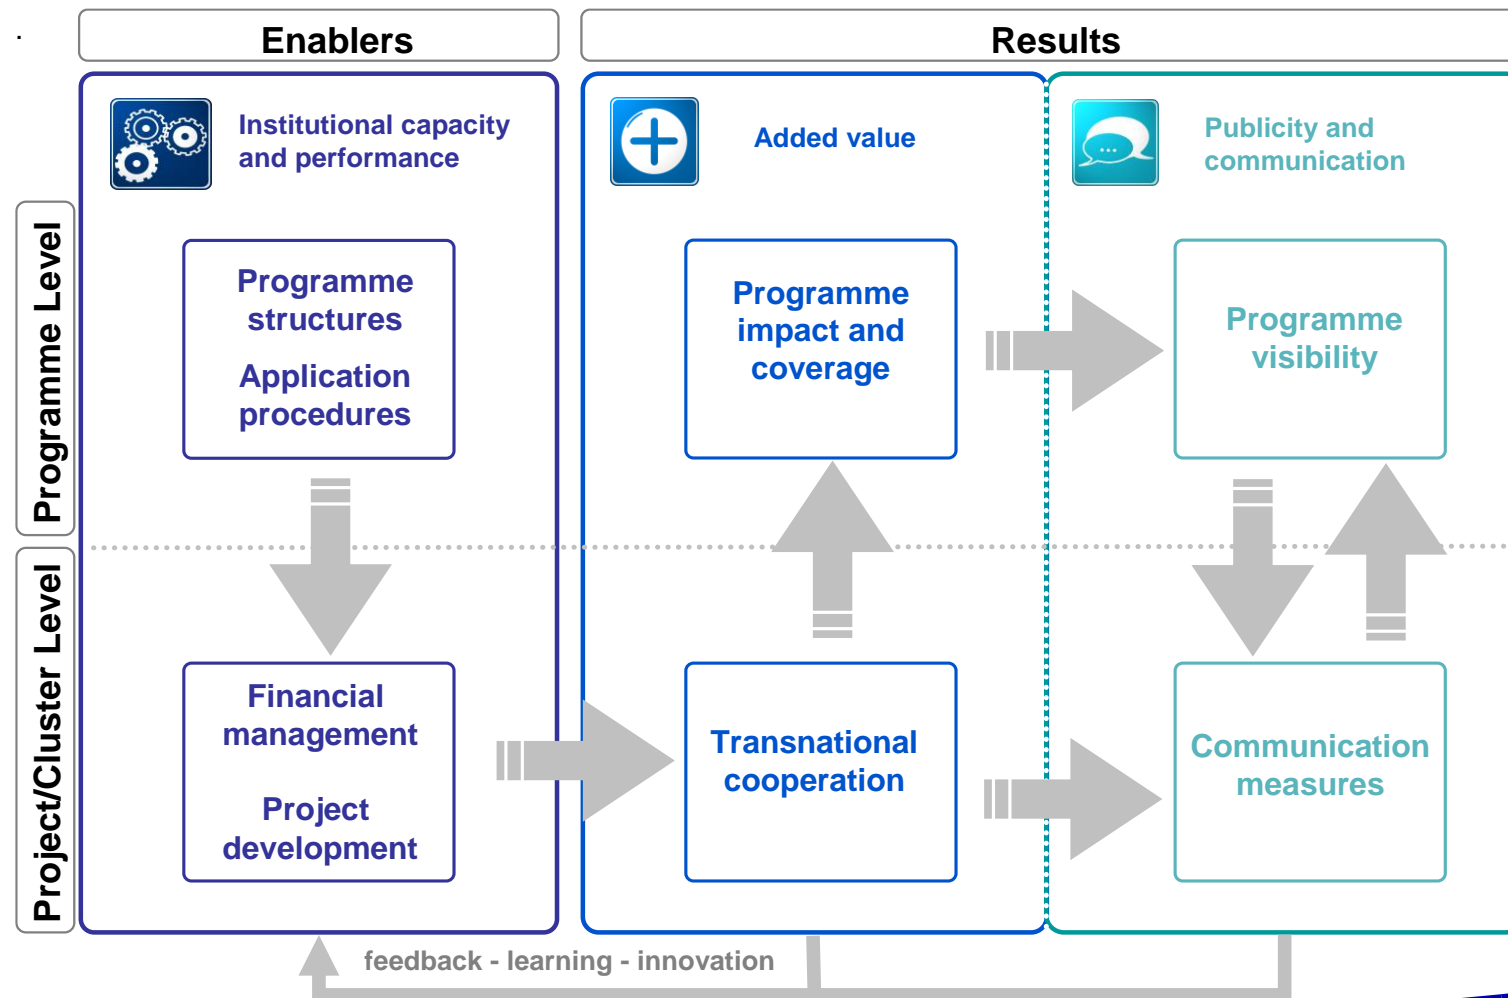 Enablers
Results
Institutional capacity
and performance
Added value
Publicity and
communication
Programme Level
Programme
structures
Application
procedures
Programme
impact and
coverage
Programme
visibility
Project/Cluster Level
Financial
management
Project
development
Transnational
cooperation
Communication
measures
feedback - learning - innovation